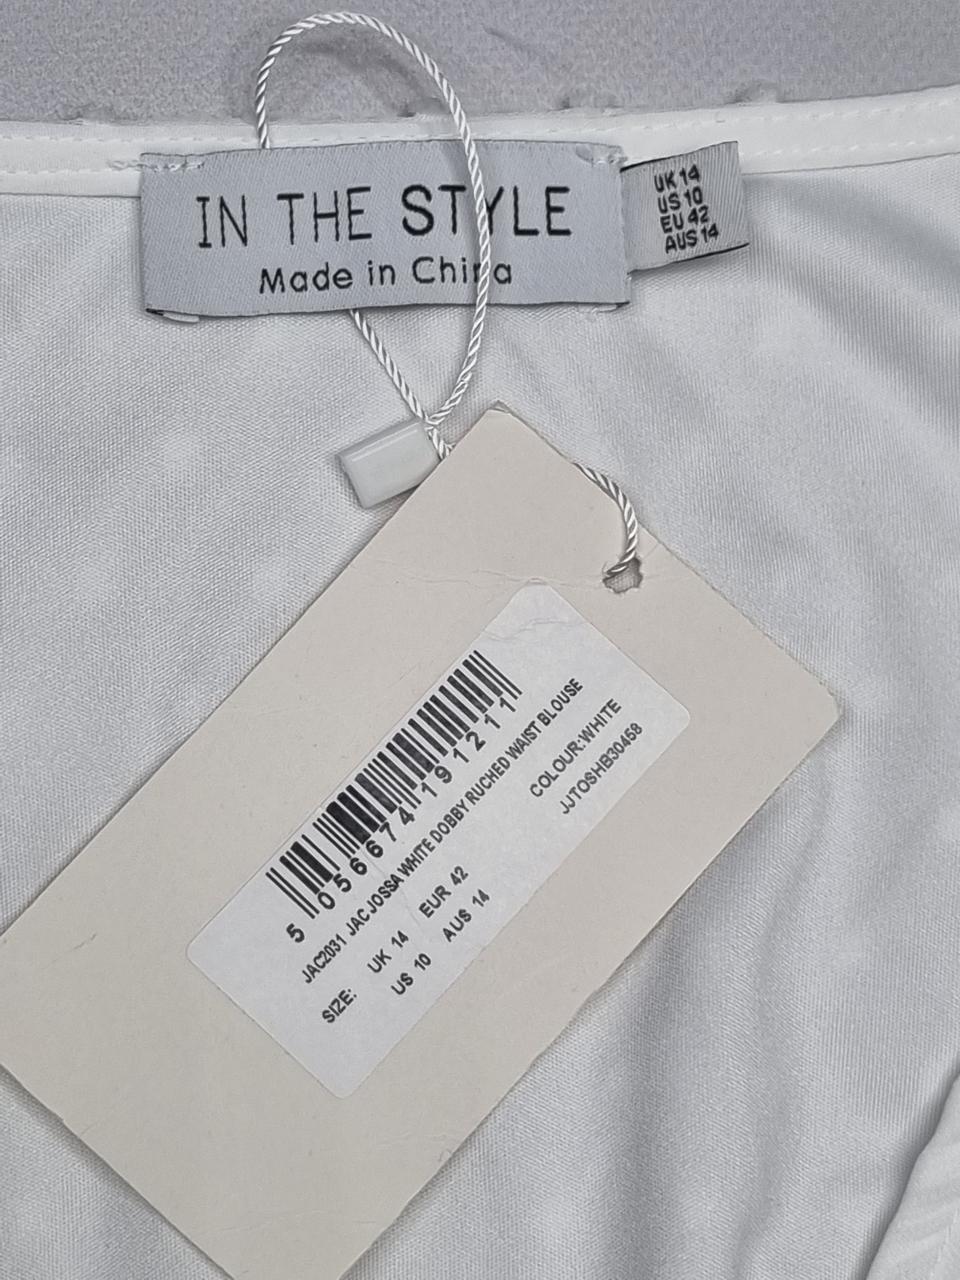 IN THE STYLE
Made in China
UK 14
US 10
EU 42
AUS 14
5 056674 191211
JAC2031 JAC JOSSA WHITE DOBBY RUCHED WAIST BLOUSE
COLOUR:WHITE
SIZE: UK 14 EUR 42
US 10 AUS 14
JJTOSHB30458